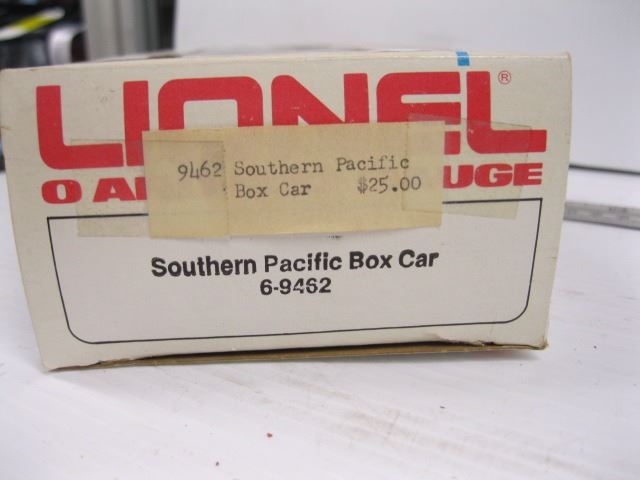 LIONEL®
9462 Southern Pacific
Box Car $25.00
O A UGE
Southern Pacific Box Car
6-9462